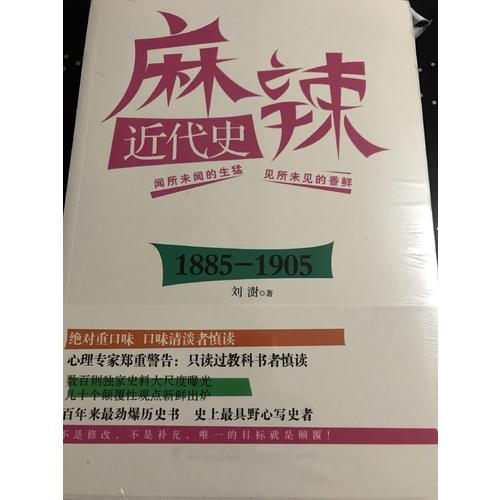 麻辣
近代史
闻所未闻的生猛 见所未见的香鲜
1885-1905
刘澍 著
绝对重口味 口味清淡者慎读
心理专家郑重警告：只读过教科书者慎读
数百则独家史料大尺度曝光
几十个颠覆性观点新鲜出炉
百年来最劲爆历史书 史上最具野心写史者
不是修改，不是补充，唯一的目标就是颠覆！